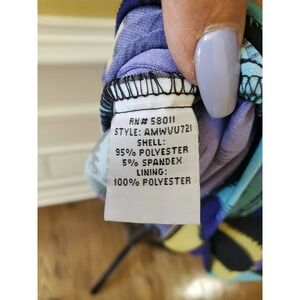 RN# 58011
STYLE: AMWVU721
SHELL:
95% POLYESTER
5% SPANDEX
LINING:
100% POLYESTER